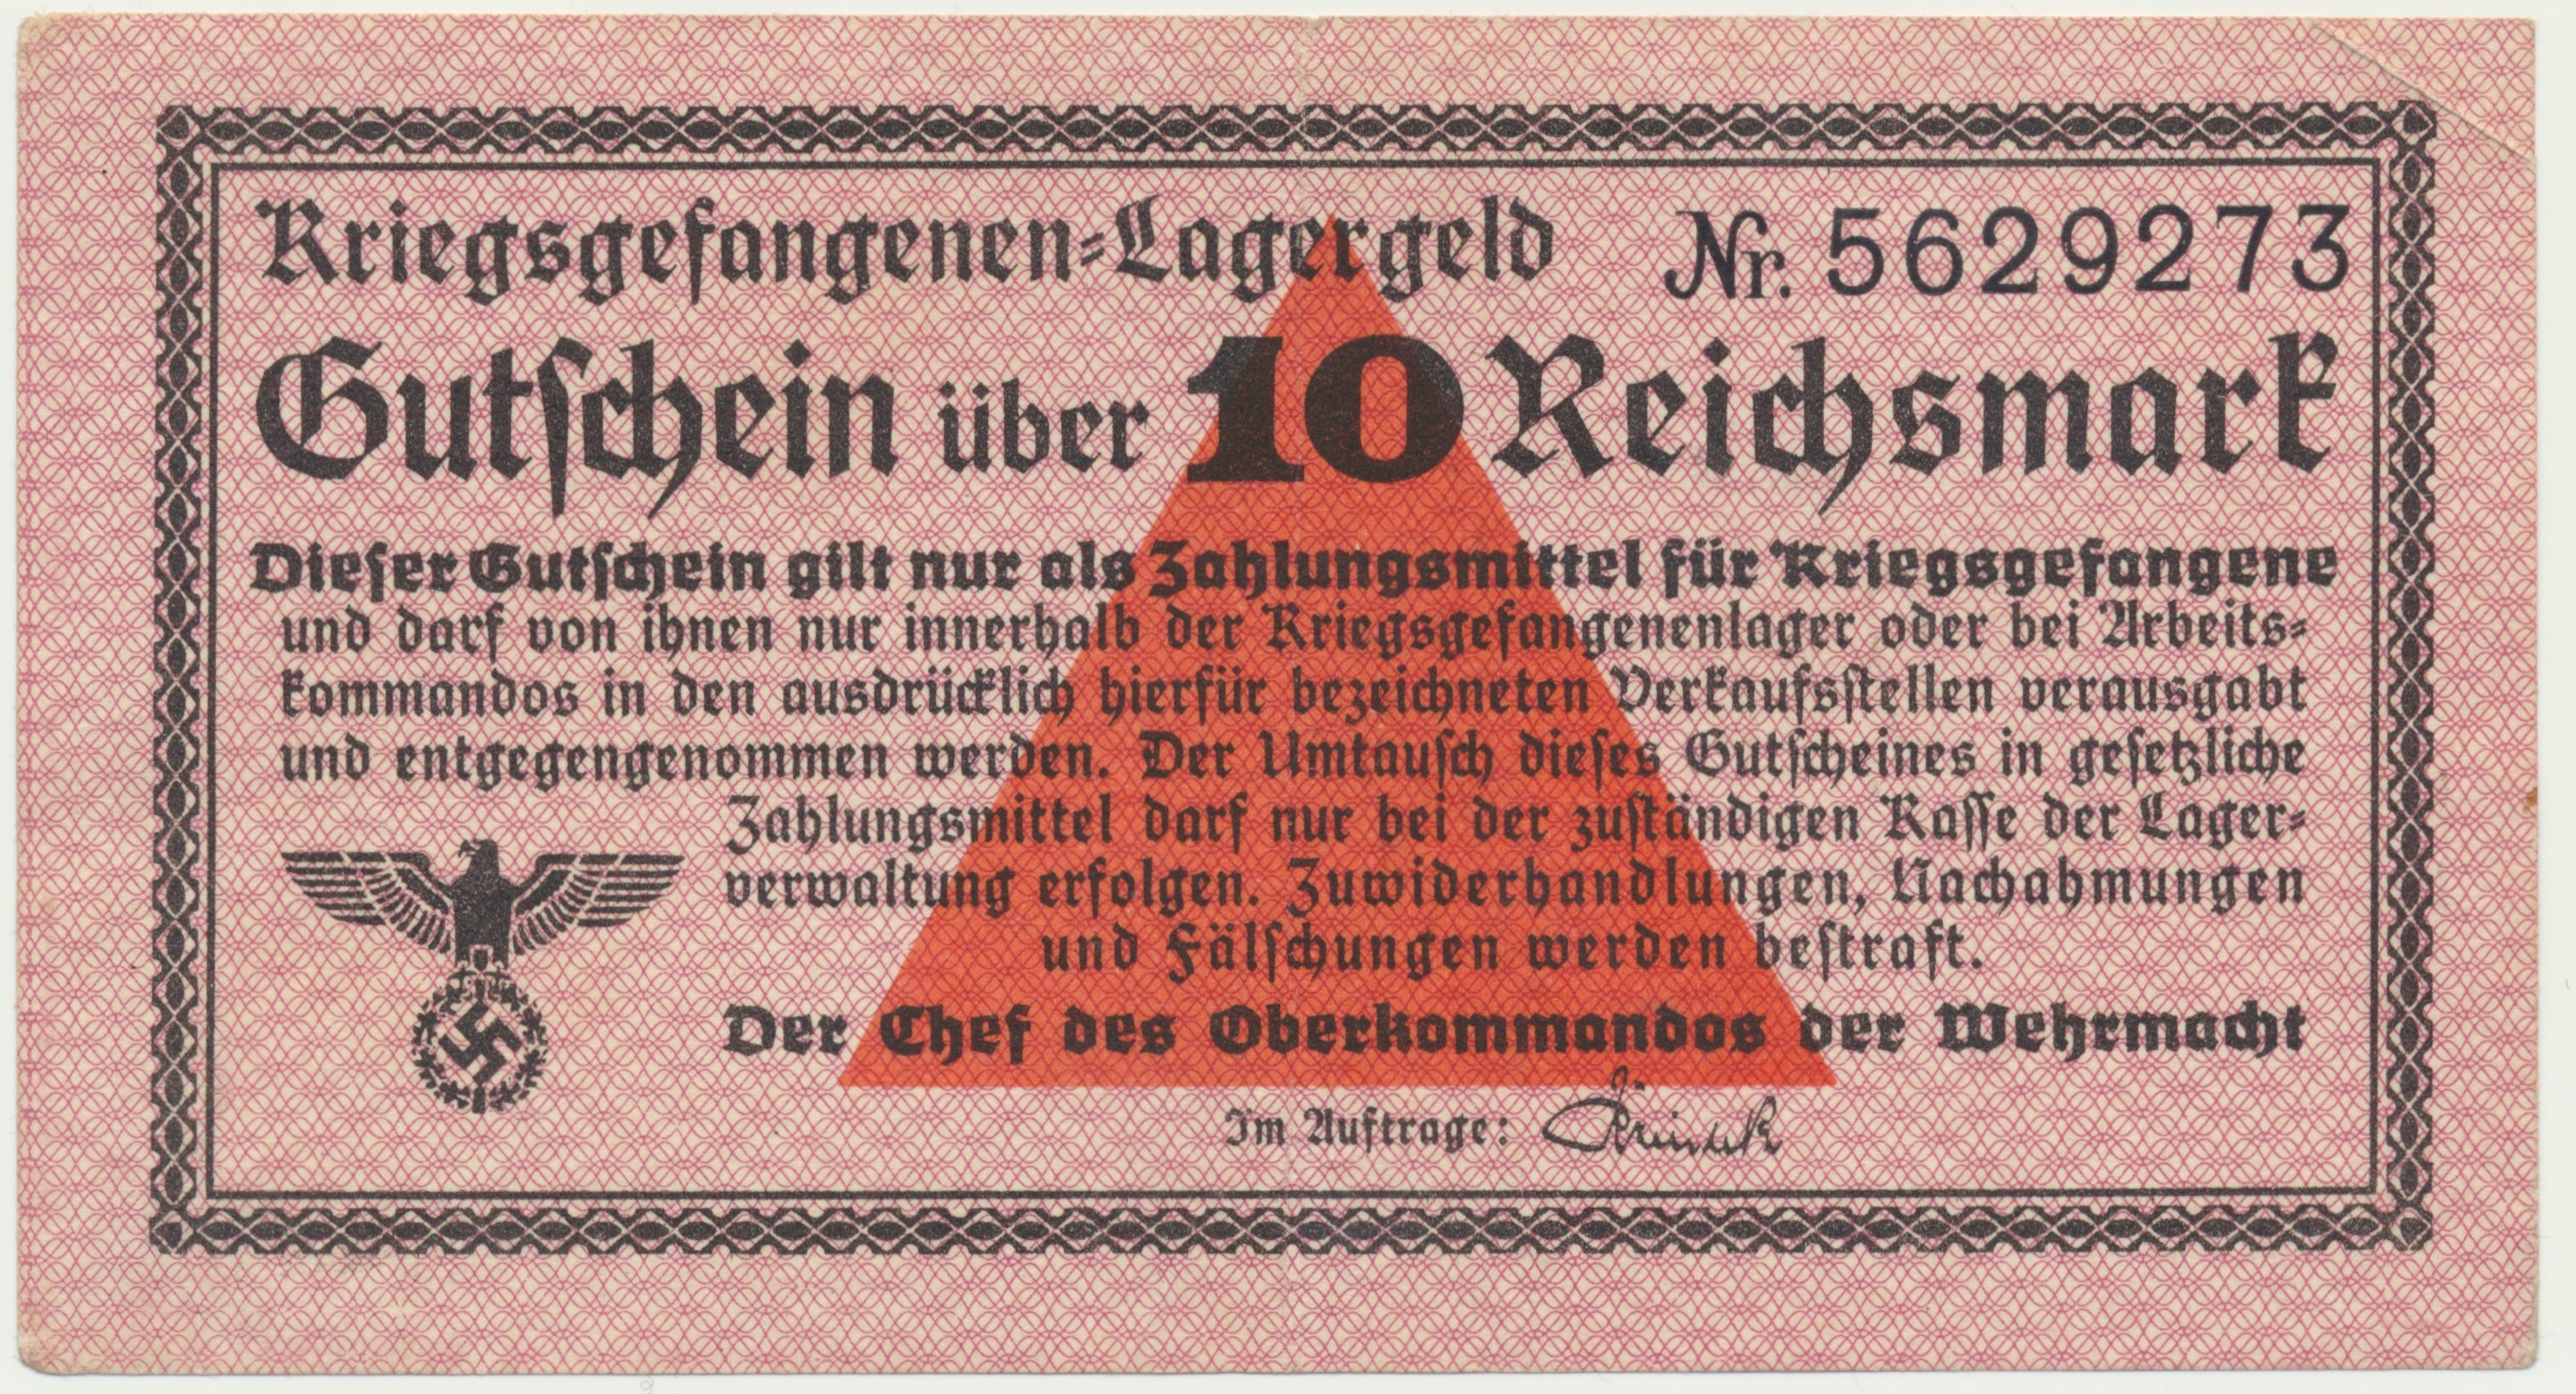 Kriegsgefangenen-Lagergeld Nr. 5629273
Gutschein über 10 Reichsmark
Dieser Gutschein gilt nur als Zahlungsmittel für Kriegsgefangene
und darf von ihnen nur innerhalb der Kriegsgefangenenlager oder bei Arbeits-
kommandos in den ausdrücklich hierfür bezeichneten Verkaufsstellen verausgabt
und entgegengenommen werden. Der Umtausch dieses Gutscheines in gesetzliche
Zahlungsmittel darf nur bei der zuständigen Kasse der Lager-
verwaltung erfolgen. Zuwiderhandlungen, Nachahmungen
und Fälschungen werden bestraft.
Der Chef des Oberkommandos der Wehrmacht
Im Auftrage: